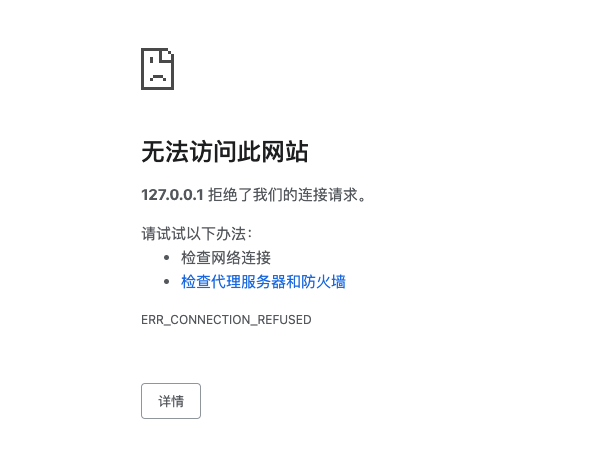 无法访问此网站
127.0.0.1 拒绝了我们的连接请求。
请试试以下办法：
• 检查网络连接
• 检查代理服务器和防火墙
ERR_CONNECTION_REFUSED
详情